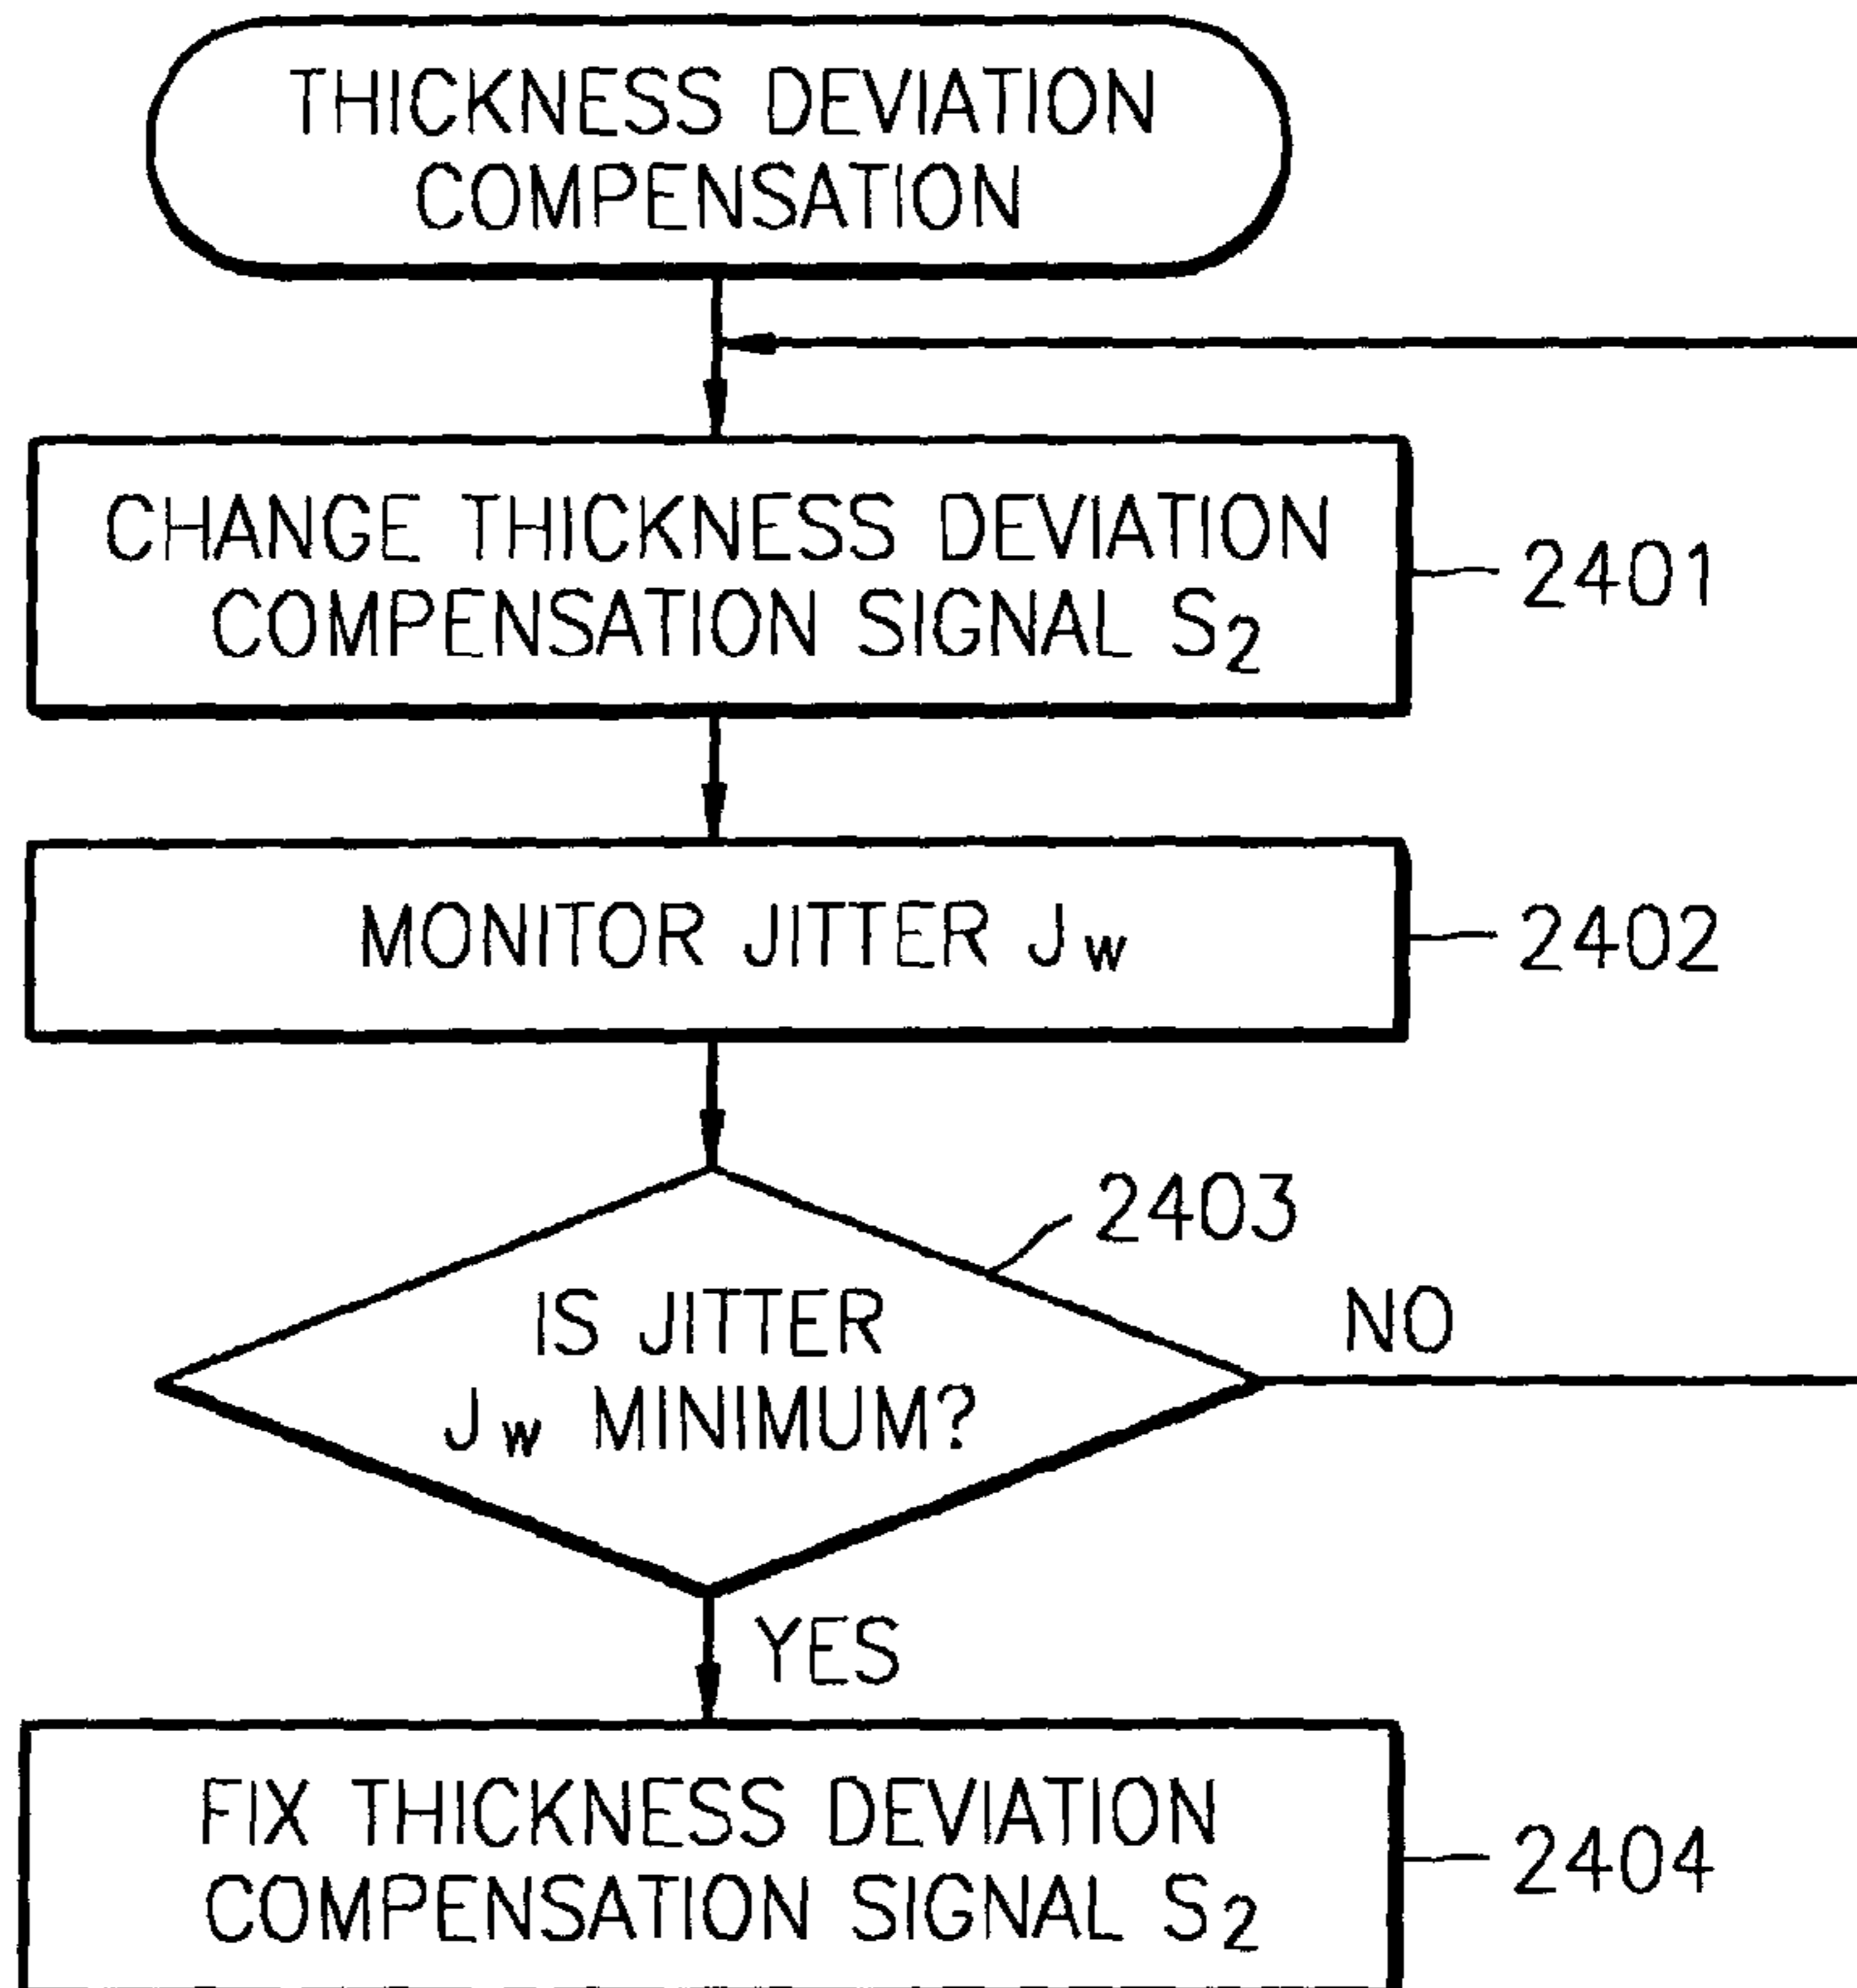 THICKNESS DEVIATION
COMPENSATION
CHANGE THICKNESS DEVIATION
COMPENSATION SIGNAL S2
2401
MONITOR JITTER Jw
2402
2403
IS JITTER
Jw MINIMUM?
NO
YES
FIX THICKNESS DEVIATION
COMPENSATION SIGNAL S2
2404